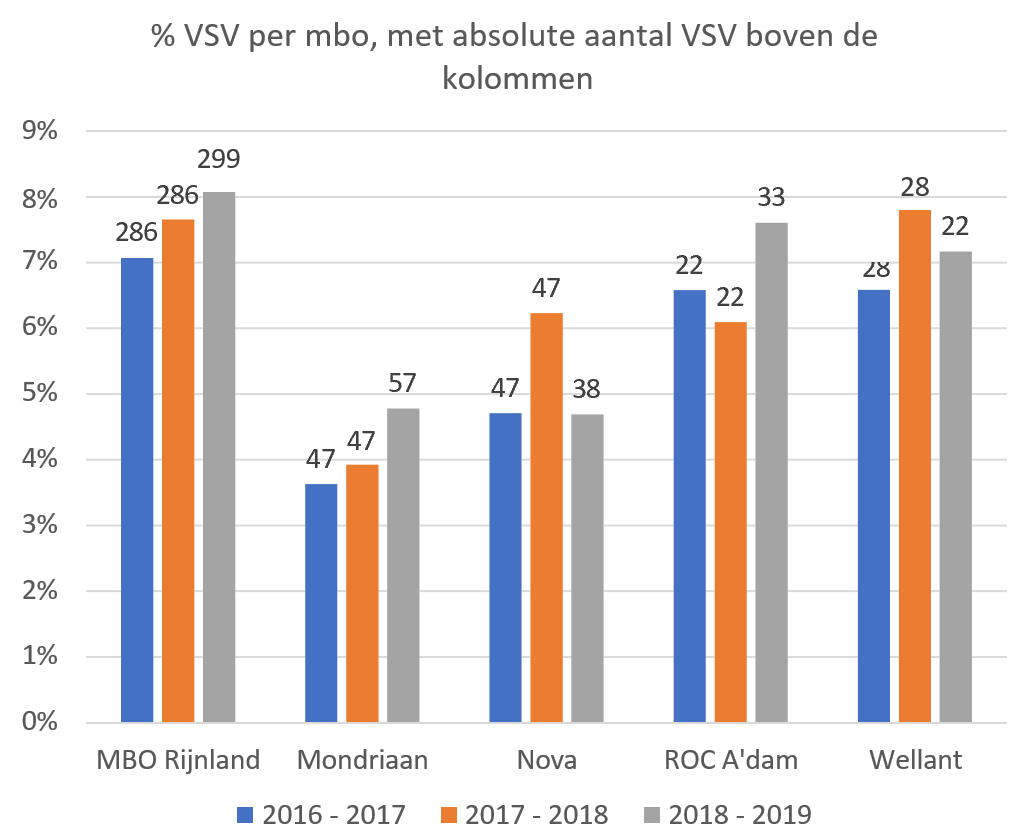 % VSV per mbo, met absolute aantal VSV boven de
kolommen
9%
8%
7%
6%
5%
4%
3%
2%
1%
0%
286 286 299
47 47 57
47 47 38
22 22 33
28 28 22
MBO Rijnland Mondriaan Nova ROC A'dam Wellant
2016 - 2017 2017 - 2018 2018 - 2019